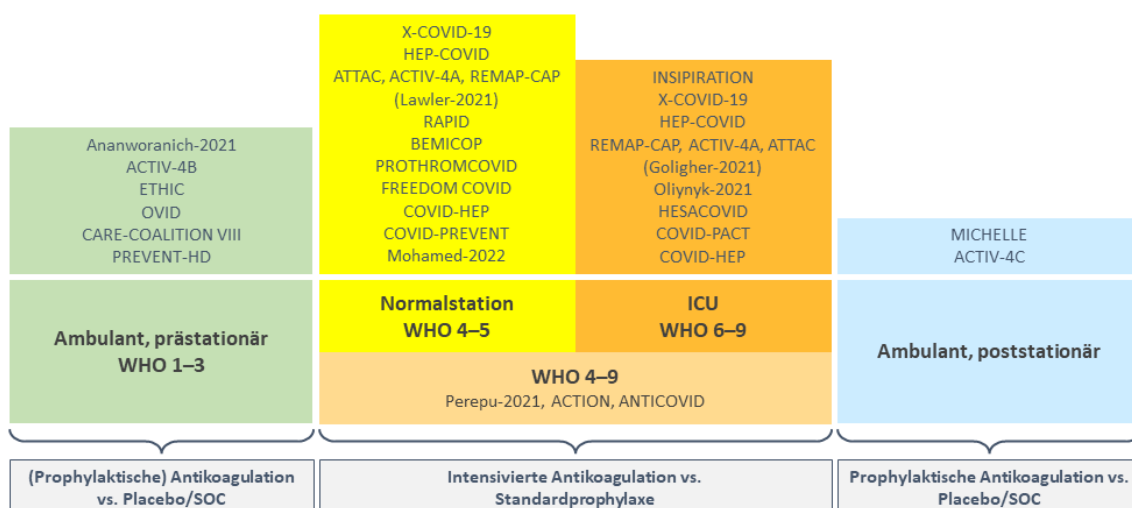 Ananworanich-2021
ACTIV-4B
ETHIC
OVID
CARE-COALITION VIII
PREVENT-HD
Ambulant, prästationär
WHO 1–3
(Prophylaktische) Antikoagulation
vs. Placebo/SOC
X-COVID-19
HEP-COVID
ATTAC, ACTIV-4A, REMAP-CAP
(Lawler-2021)
RAPID
BEMICOP
PROTHROMCOVID
FREEDOM COVID
COVID-HEP
COVID-PREVENT
Mohamed-2022
Normalstation
WHO 4–5
INSIPIRATION
X-COVID-19
HEP-COVID
REMAP-CAP, ACTIV-4A, ATTAC
(Goligher-2021)
Oliynyk-2021
HESACOVID
COVID-PACT
COVID-HEP
ICU
WHO 6–9
WHO 4–9
Perepu-2021, ACTION, ANTICOVID
Intensivierte Antikoagulation vs.
Standardprophylaxe
MICHELLE
ACTIV-4C
Ambulant, poststationär
Prophylaktische Antikoagulation vs.
Placebo/SOC